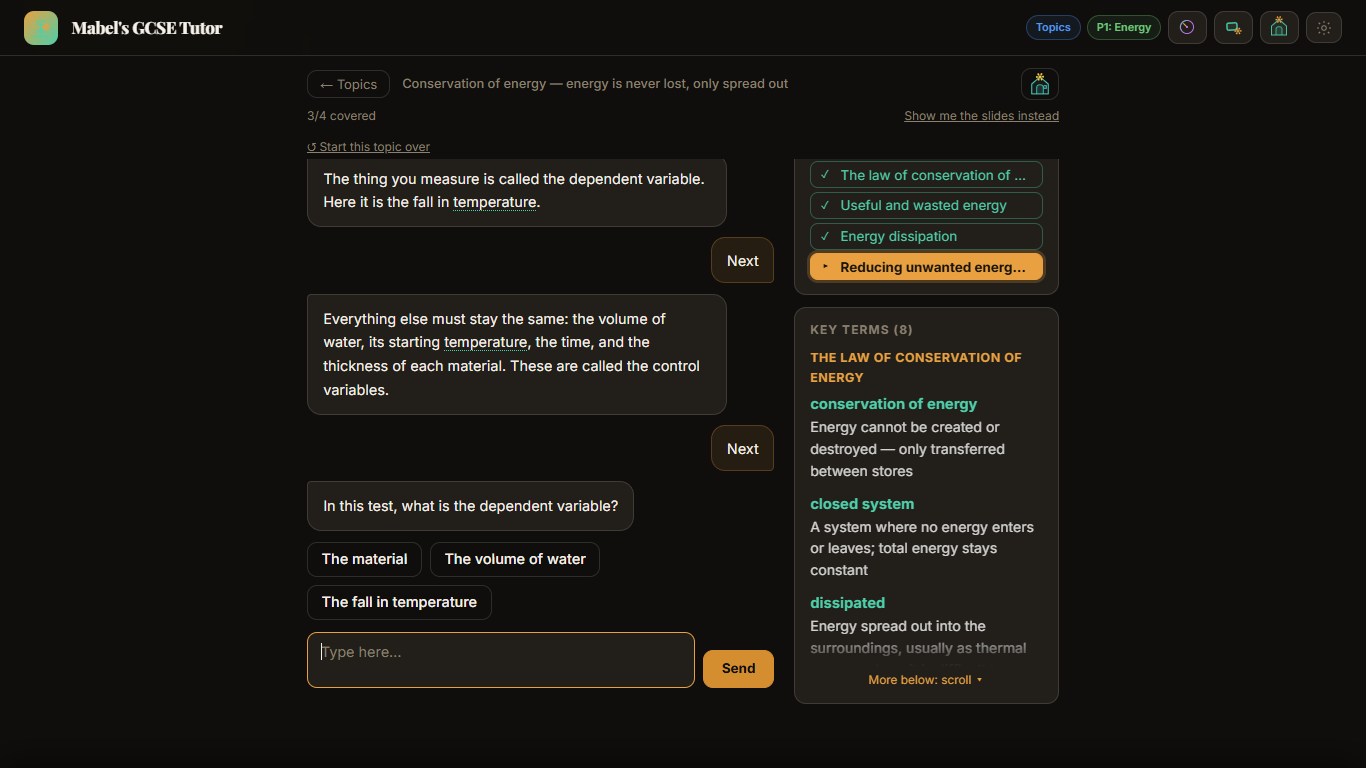 Mabel's GCSE Tutor
Topics
P1: Energy
← Topics
Conservation of energy — energy is never lost, only spread out
3/4 covered
Show me the slides instead
↺ Start this topic over
The thing you measure is called the dependent variable.
Here it is the fall in temperature.
Next
Everything else must stay the same: the volume of
water, its starting temperature, the time, and the
thickness of each material. These are called the control
variables.
Next
In this test, what is the dependent variable?
The material
The volume of water
The fall in temperature
Type here...
Send
✓ The law of conservation of ...
✓ Useful and wasted energy
✓ Energy dissipation
‣ Reducing unwanted energ...
KEY TERMS (8)
THE LAW OF CONSERVATION OF
ENERGY
conservation of energy
Energy cannot be created or
destroyed — only transferred
between stores
closed system
A system where no energy enters
or leaves; total energy stays
constant
dissipated
Energy spread out into the
surroundings, usually as thermal
More below: scroll ▾